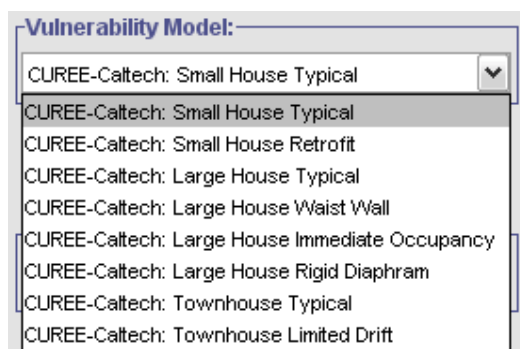 Vulnerability Model:
CUREE-Caltech: Small House Typical
CUREE-Caltech: Small House Typical
CUREE-Caltech: Small House Retrofit
CUREE-Caltech: Large House Typical
CUREE-Caltech: Large House Waist Wall
CUREE-Caltech: Large House Immediate Occupancy
CUREE-Caltech: Large House Rigid Diaphram
CUREE-Caltech: Townhouse Typical
CUREE-Caltech: Townhouse Limited Drift